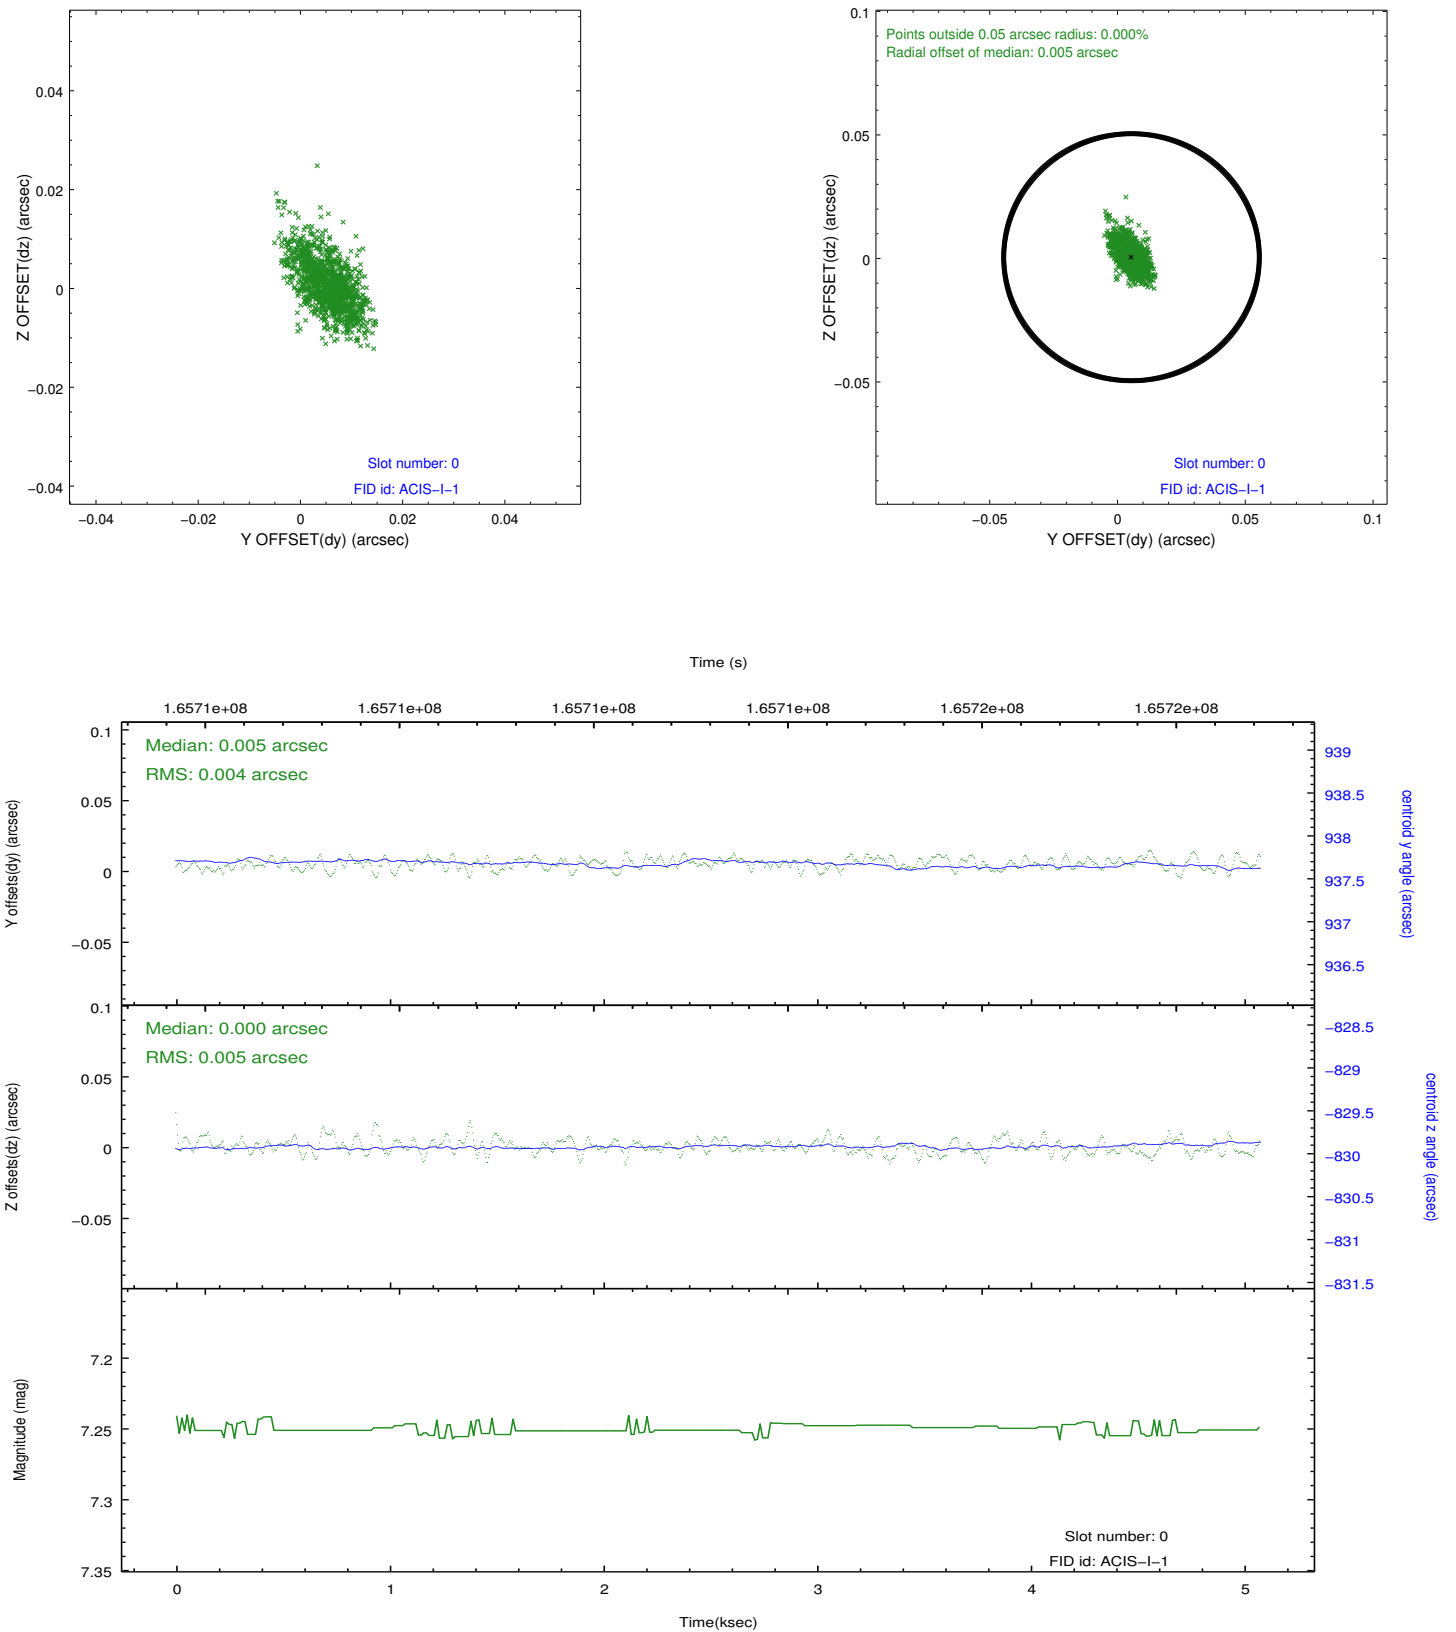 0.04
0.02
0
−0.02
−0.04
Z OFFSET(dz) (arcsec)
Slot number: 0
FID id: ACIS−I−1
−0.04
−0.02
0
0.02
0.04
Y OFFSET(dy) (arcsec)
0.1
0.05
0
−0.05
Z OFFSET(dz) (arcsec)
Points outside 0.05 arcsec radius: 0.000%
Radial offset of median: 0.005 arcsec
Slot number: 0
FID id: ACIS−I−1
−0.05
0
0.05
0.1
Y OFFSET(dy) (arcsec)
Time (s)
1.6571e+08
1.6571e+08
1.6571e+08
1.6571e+08
1.6572e+08
1.6572e+08
0.1
0.05
0
−0.05
Y offsets(dy) (arcsec)
Median: 0.005 arcsec
RMS: 0.004 arcsec
939
938.5
938
937.5
937
936.5
centroid y angle (arcsec)
0.1
0.05
0
−0.05
Z offsets(dz) (arcsec)
Median: 0.000 arcsec
RMS: 0.005 arcsec
−828.5
−829
−829.5
−830
−830.5
−831
−831.5
centroid z angle (arcsec)
7.2
7.25
7.3
7.35
Magnitude (mag)
Slot number: 0
FID id: ACIS−I−1
0
1
2
3
4
5
Time(ksec)